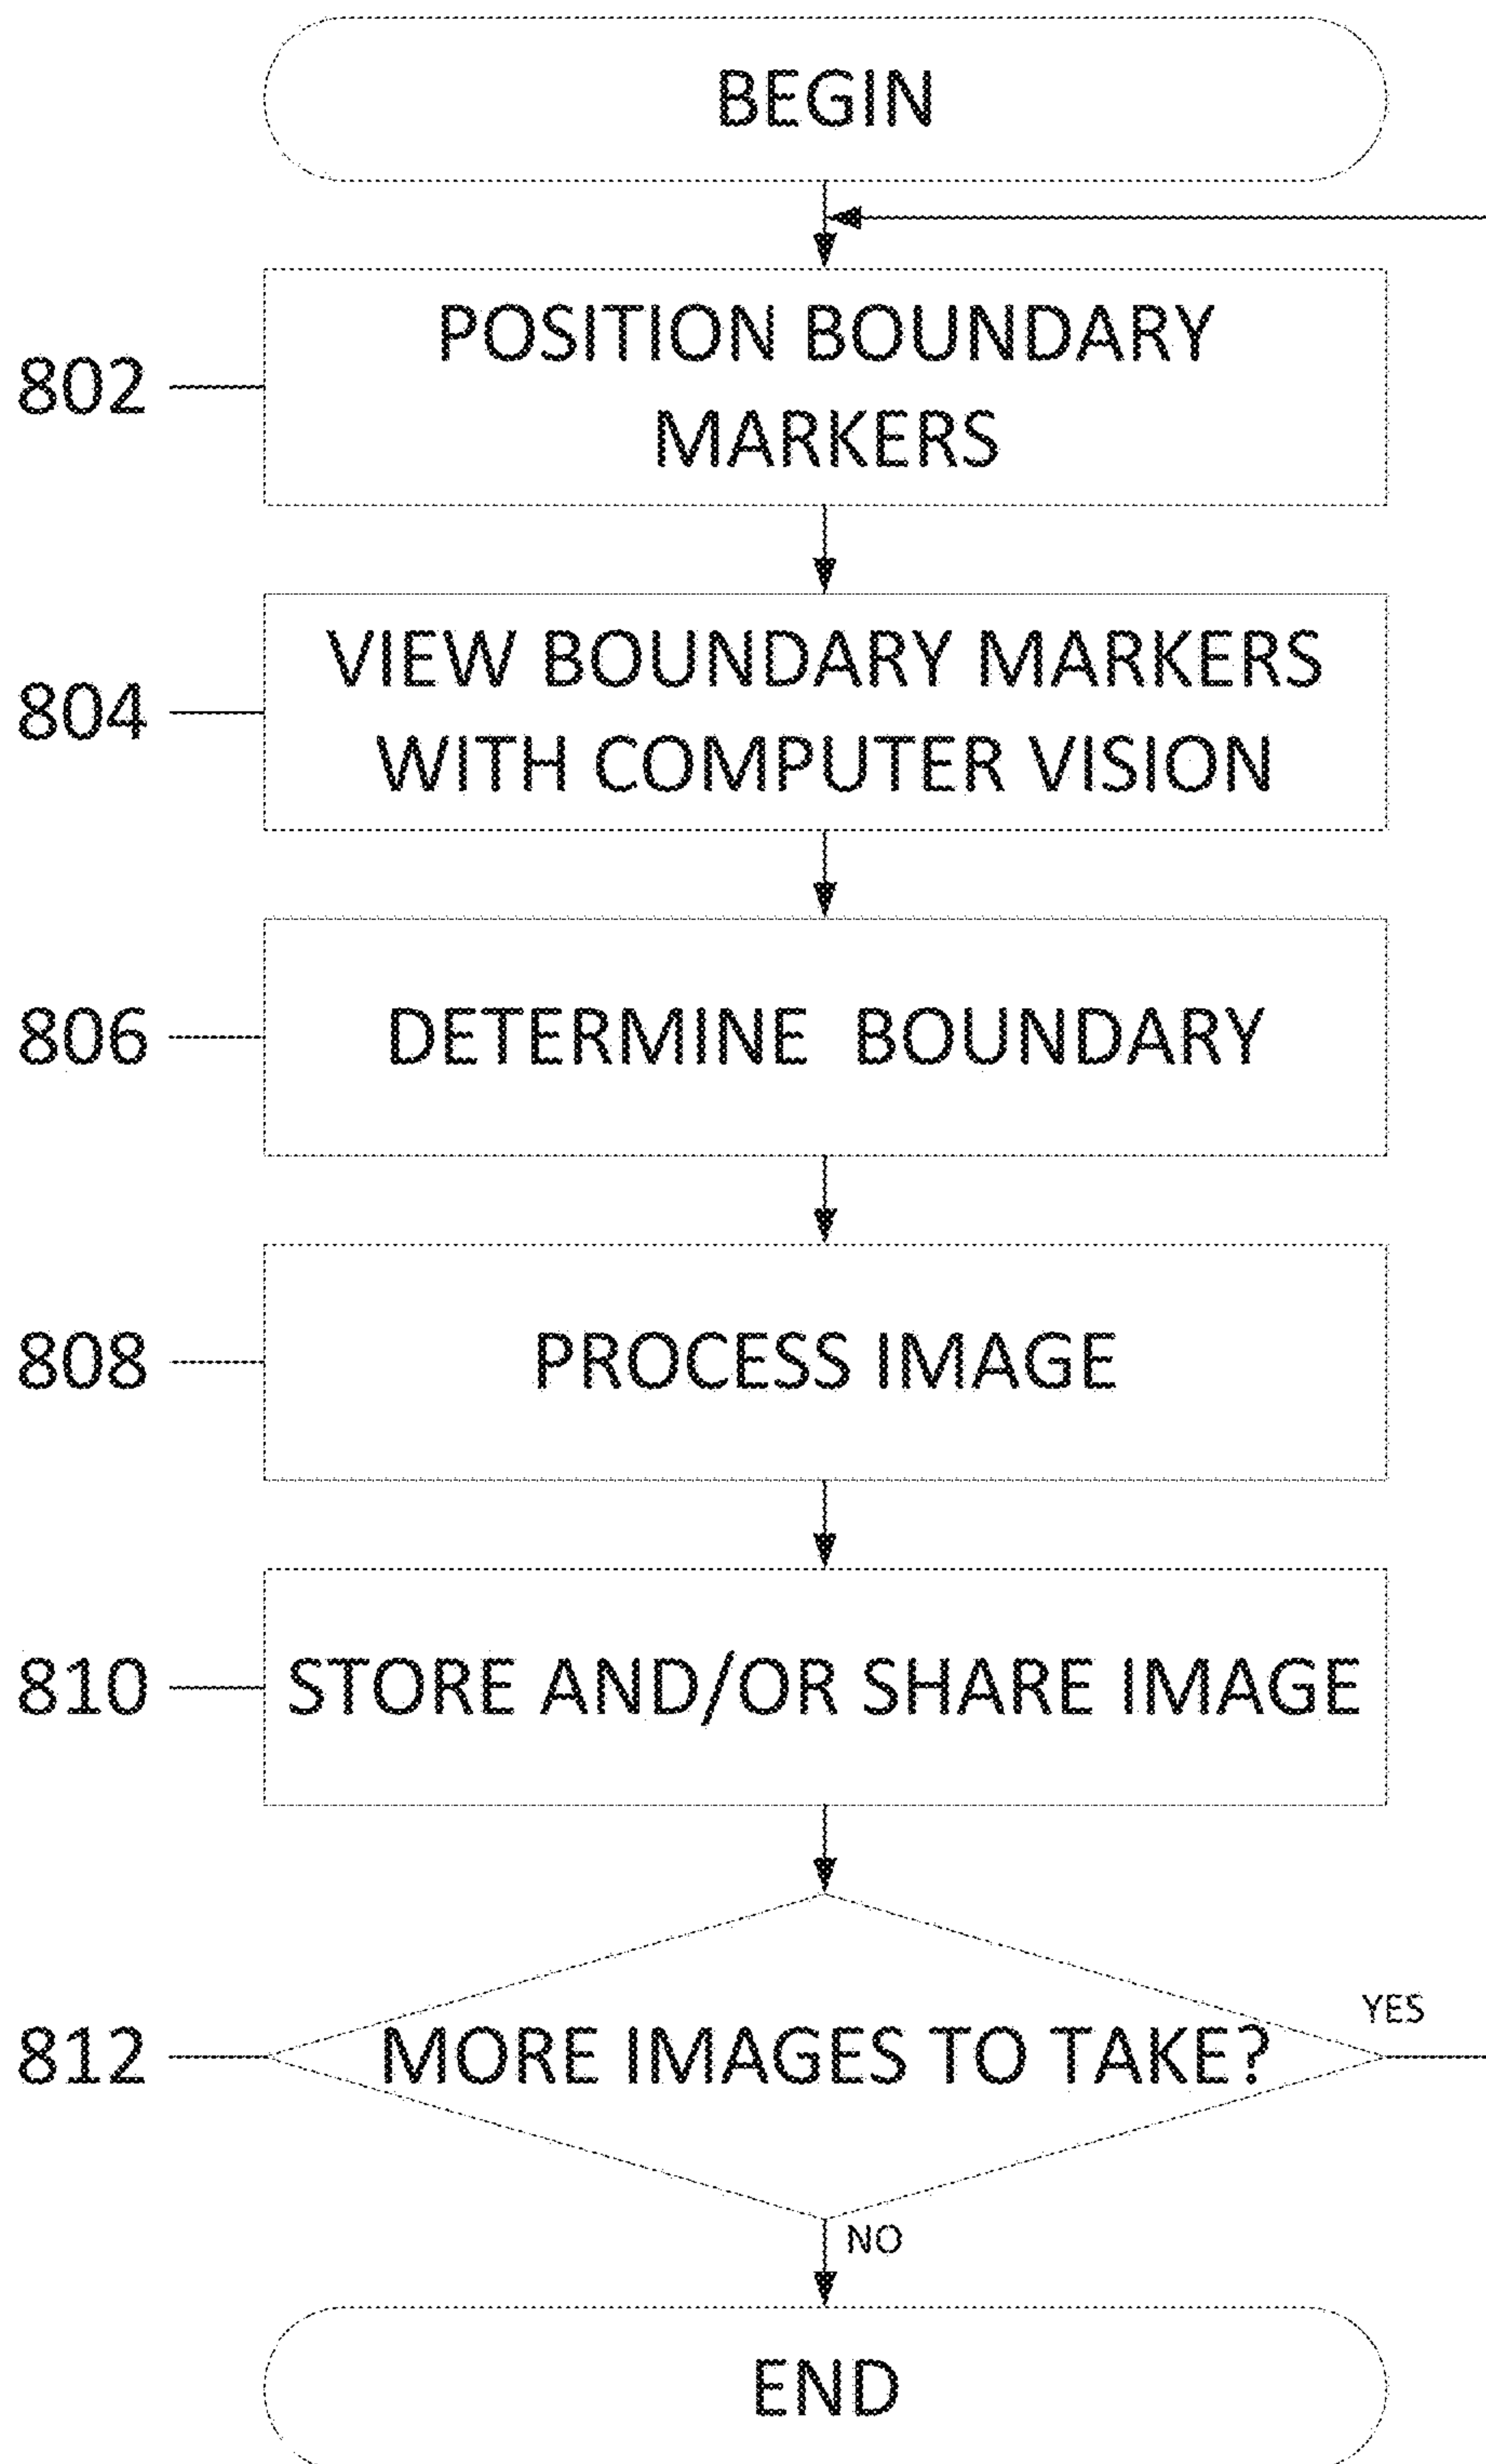 BEGIN
802
POSITION BOUNDARY
MARKERS
804
VIEW BOUNDARY MARKERS
WITH COMPUTER VISION
806
DETERMINE BOUNDARY
808
PROCESS IMAGE
810
STORE AND/OR SHARE IMAGE
812
MORE IMAGES TO TAKE?
YES
NO
END